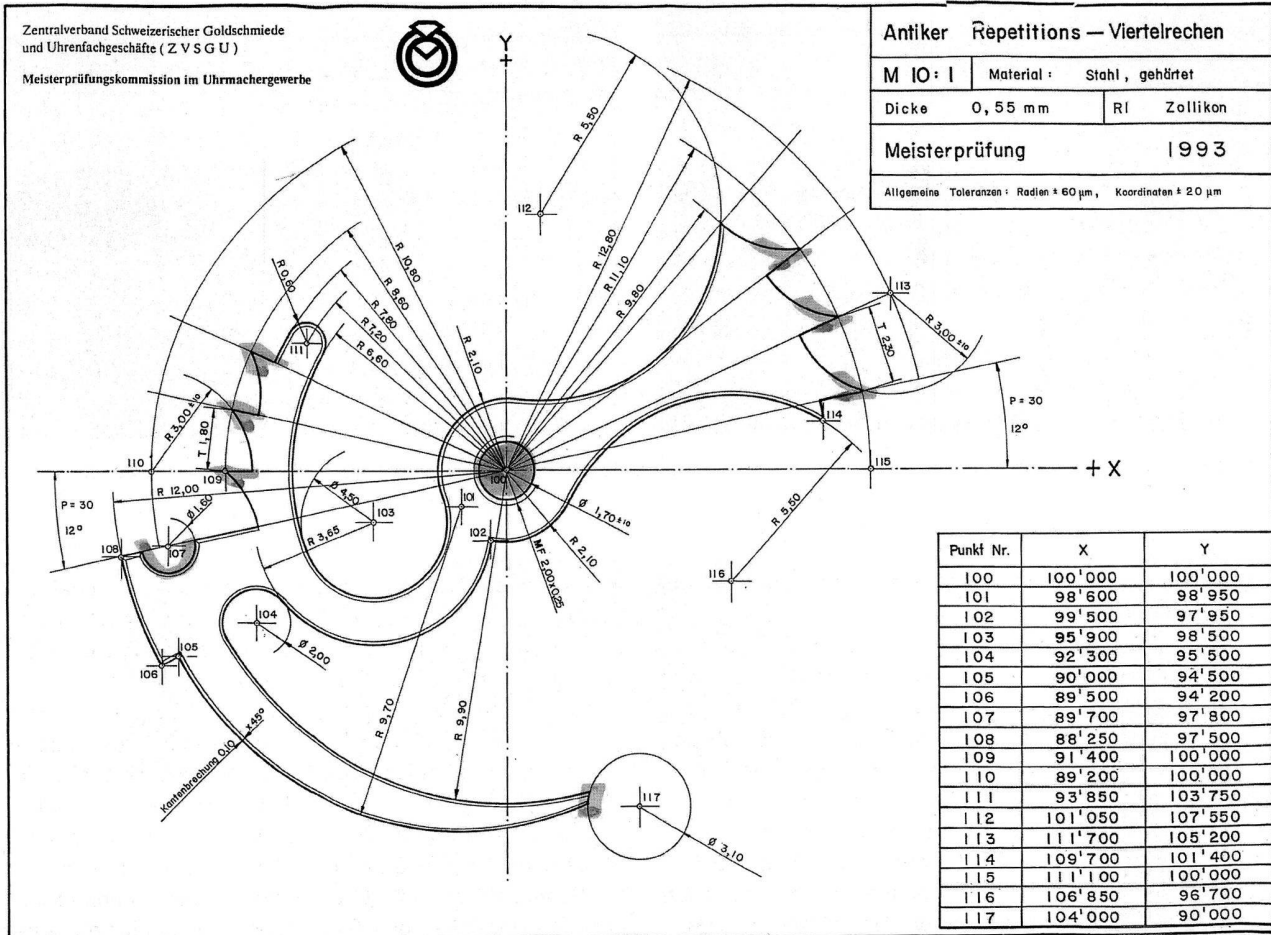 Zentralverband Schweizerischer Goldschmiede
und Uhrenfachgeschäfte ( Z V S G U )
Meisterprüfungskommission im Uhrmachergewerbe
Antiker Repetitions — Viertelrechen
M 10 : 1 Material : Stahl , gehärtet
Dicke 0,55 mm RI Zollikon
Meisterprüfung 1993
Allgemeine Toleranzen : Radien ± 60 µm , Koordinaten ± 20 µm
Y
+
R 5,50
112
R 12,80
R 11,10
R 9,80
113
R 3,00 ±10
T 2,30
P = 30
12°
114
115
+ X
R 10,80
R 8,60
R 7,80
R 7,20
R 6,60
R 0,60
111
R 2,10
R 3,00 ±10
T 1,80
110
109
R 12,00
P = 30
12°
Ø 1,60
108
107
Ø 4,50
103
R 3,65
101
100
102
Ø 1,70 ±10
R 2,10
MF 2,00x0,25
R 5,50
116
104
Ø 2,00
105
106
R 9,70
R 9,90
Kantenbrechung 0,10 x45°
117
Ø 3,10
Punkt Nr. X Y
100 100'000 100'000
101 98'600 98'950
102 99'500 97'950
103 95'900 98'500
104 92'300 95'500
105 90'000 94'500
106 89'500 94'200
107 89'700 97'800
108 88'250 97'500
109 91'400 100'000
110 89'200 100'000
111 93'850 103'750
112 101'050 107'550
113 111'700 105'200
114 109'700 101'400
115 111'100 100'000
116 106'850 96'700
117 104'000 90'000